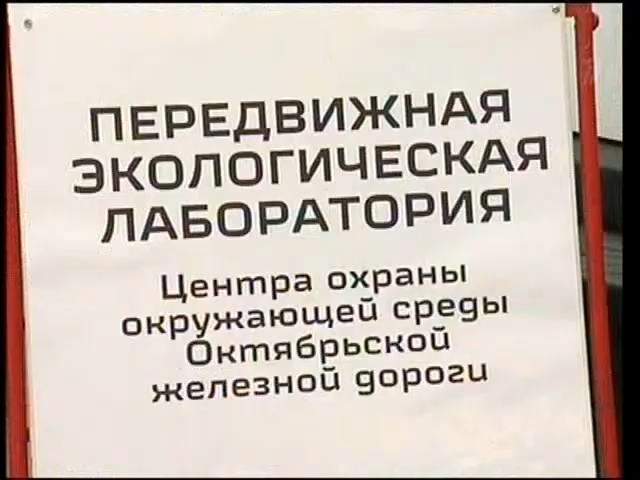 ПЕРЕДВИЖНАЯ
ЭКОЛОГИЧЕСКАЯ
ЛАБОРАТОРИЯ
Центра охраны
окружающей среды
Октябрьской
железной дороги